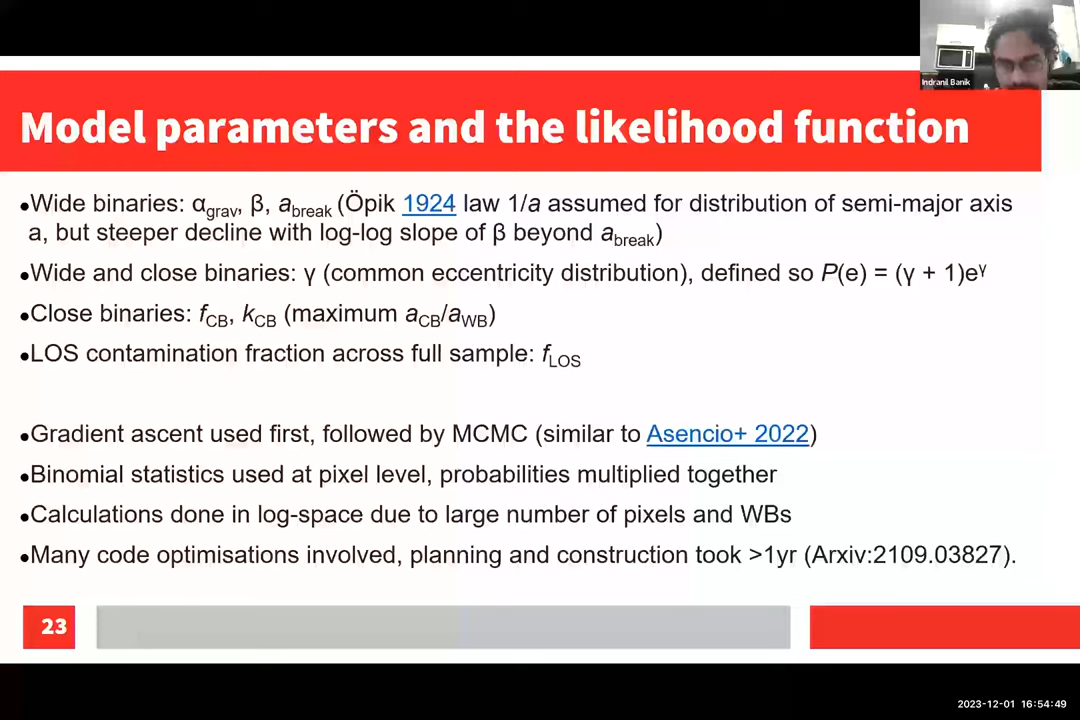 Indranil Banik
Model parameters and the likelihood function
●Wide binaries: αgrav, β, abreak (Öpik 1924 law 1/a assumed for distribution of semi-major axis
a, but steeper decline with log-log slope of β beyond abreak)
●Wide and close binaries: γ (common eccentricity distribution), defined so P(e) = (γ + 1)eᵞ
●Close binaries: fCB, kCB (maximum aCB/aWB)
●LOS contamination fraction across full sample: fLOS
●Gradient ascent used first, followed by MCMC (similar to Asencio+ 2022)
●Binomial statistics used at pixel level, probabilities multiplied together
●Calculations done in log-space due to large number of pixels and WBs
●Many code optimisations involved, planning and construction took >1yr (Arxiv:2109.03827).
23
2023-12-01 16:54:49